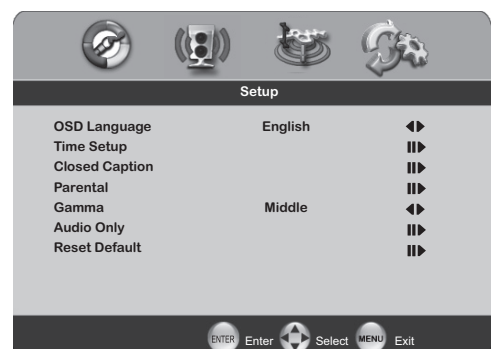 Setup
OSD Language English
Time Setup
Closed Caption
Parental
Gamma Middle
Audio Only
Reset Default
ENTER Enter Select MENU Exit